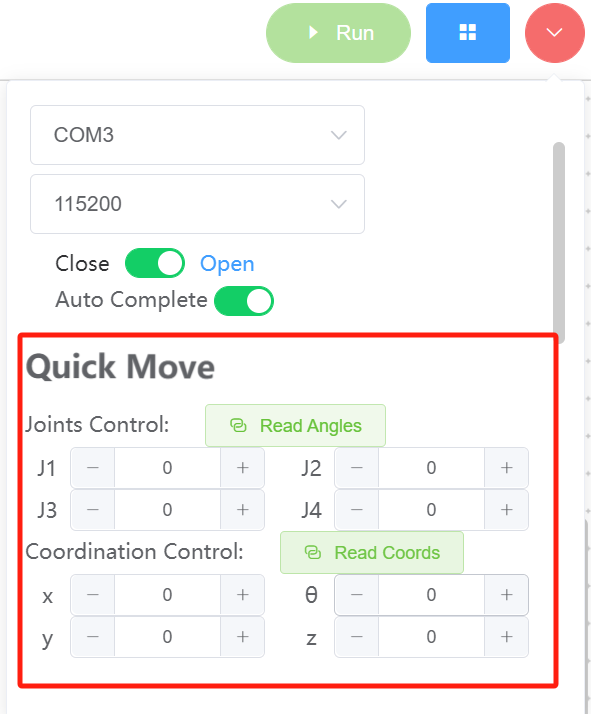 Run
COM3
115200
Close Open
Auto Complete
Quick Move
Joints Control: Read Angles
J1 − 0 + J2 − 0 +
J3 − 0 + J4 − 0 +
Coordination Control: Read Coords
x − 0 + θ − 0 +
y − 0 + z − 0 +